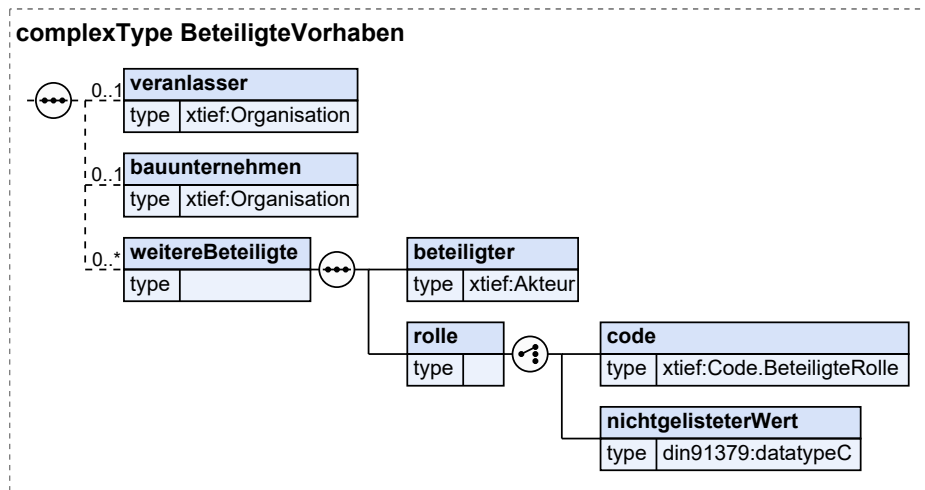 complexType BeteiligteVorhaben
0..1
veranlasser
type xtief:Organisation
0..1
bauunternehmen
type xtief:Organisation
0..*
weitereBeteiligte
type
beteiligter
type xtief:Akteur
rolle
type
code
type xtief:Code.BeteiligteRolle
nichtgelisteterWert
type din91379:datatypeC